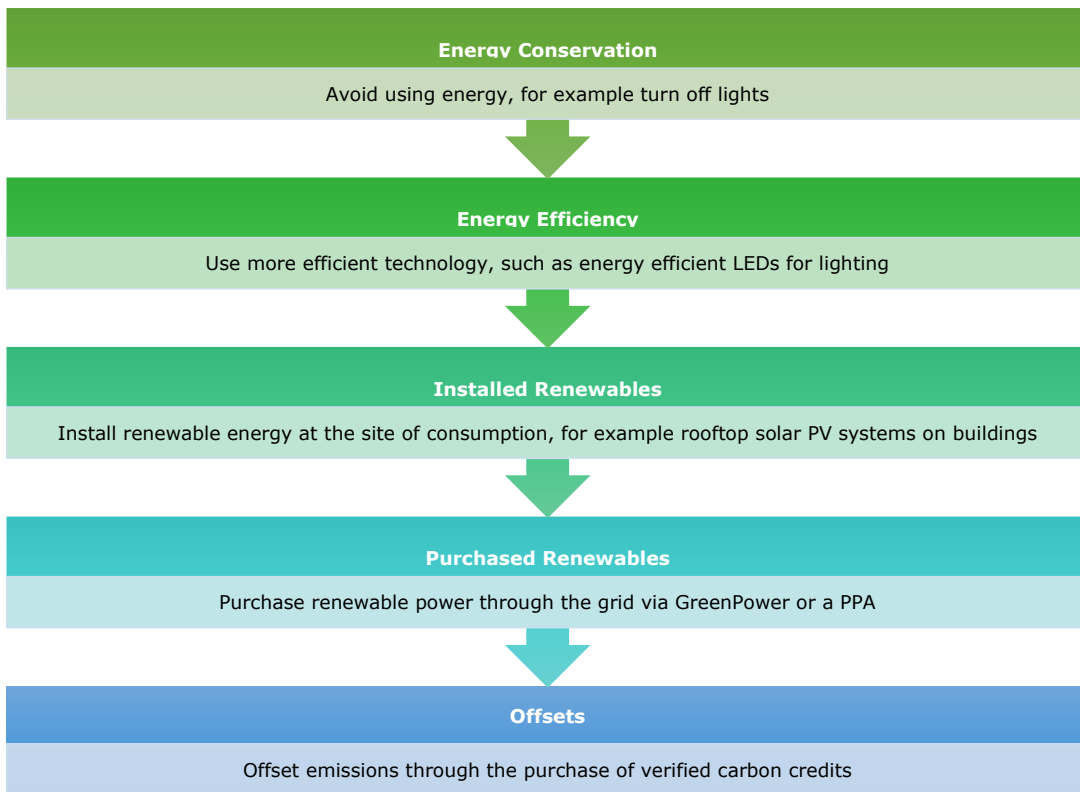 Energy Conservation
Avoid using energy, for example turn off lights
Energy Efficiency
Use more efficient technology, such as energy efficient LEDs for lighting
Installed Renewables
Install renewable energy at the site of consumption, for example rooftop solar PV systems on buildings
Purchased Renewables
Purchase renewable power through the grid via GreenPower or a PPA
Offsets
Offset emissions through the purchase of verified carbon credits